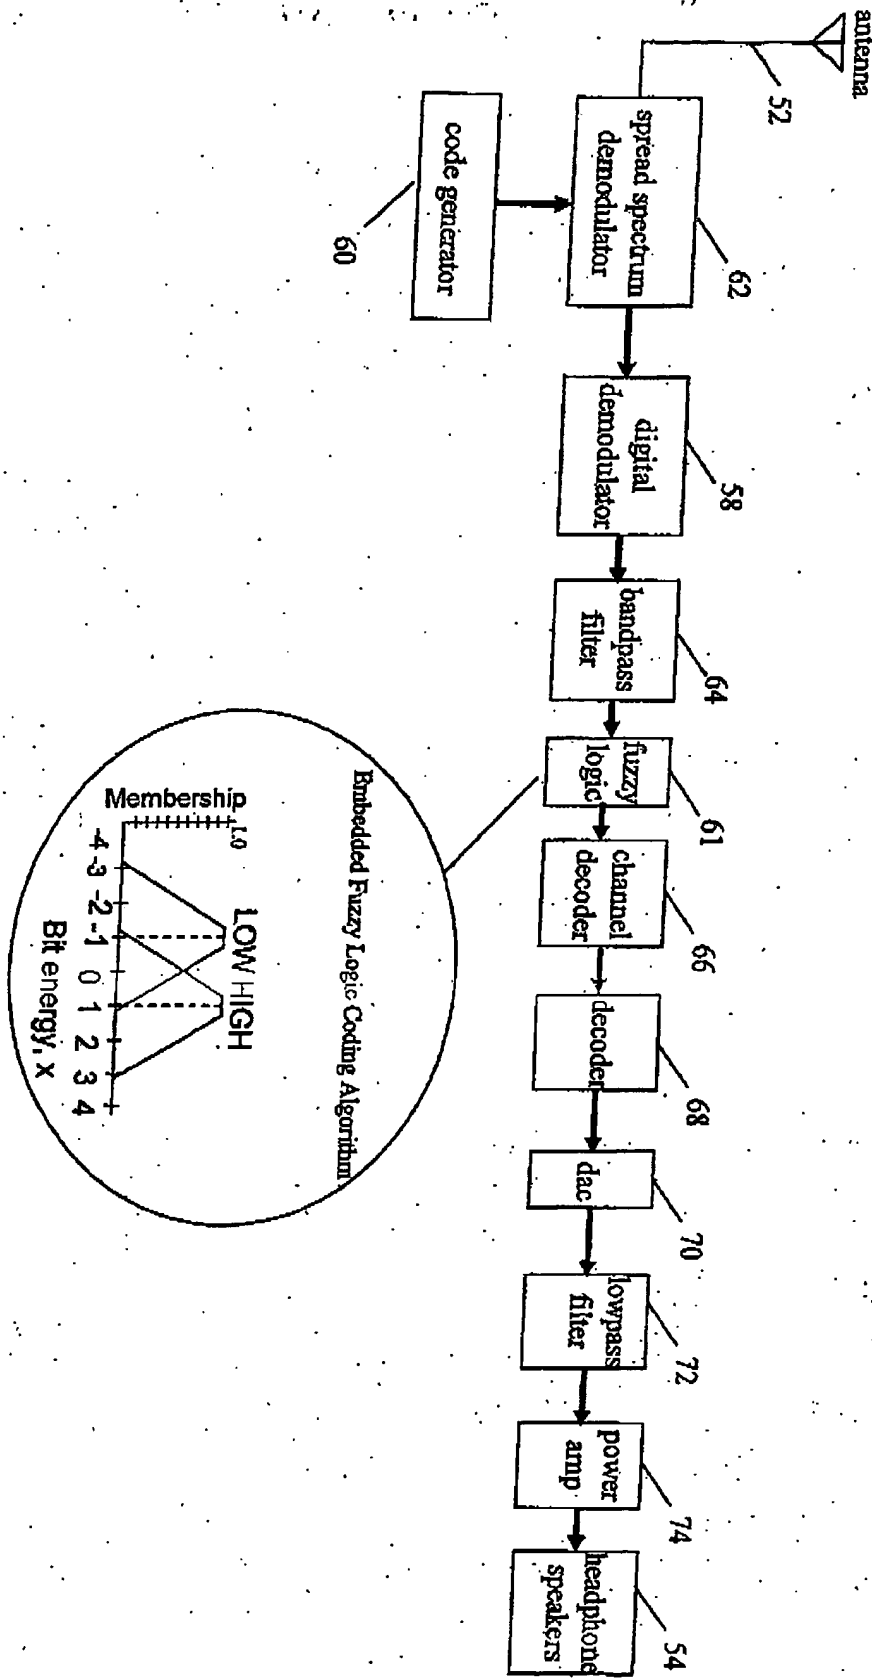 antenna
52
spread spectrum
demodulator
62
code generator
60
digital
demodulator
58
bandpass
filter
64
fuzzy
logic
61
channel
decoder
66
decoder
68
dac
70
lowpass
filter
72
power
amp
74
headphone
speakers
54
Embedded Fuzzy Logic Coding Algorithm
LOW HIGH
1.0
Membership
-4 -3 -2 -1 0 1 2 3 4
Bit energy, x